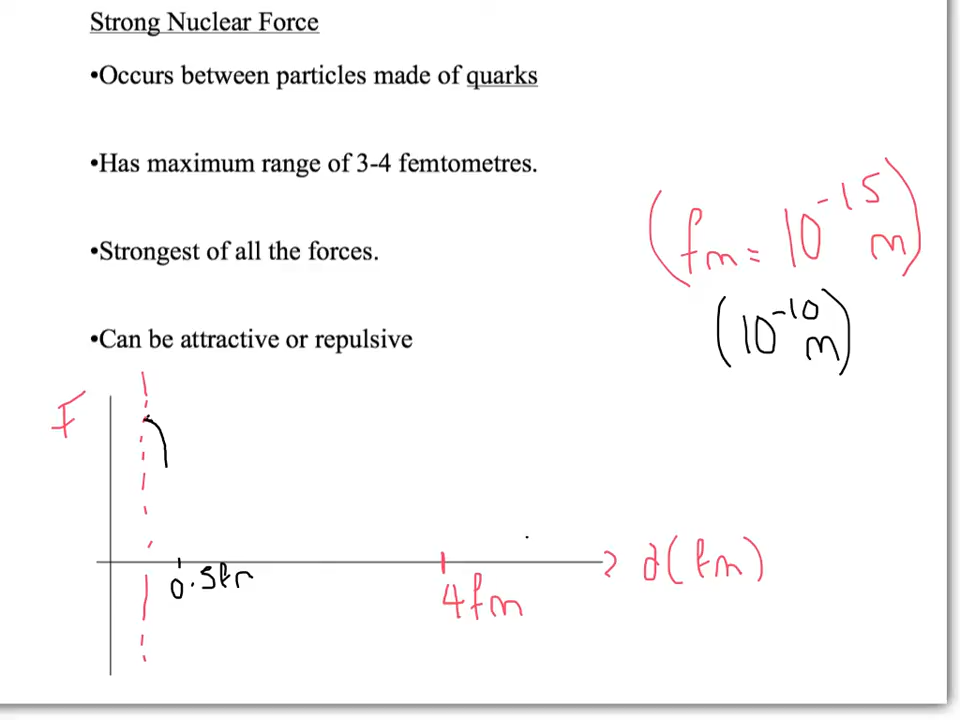 Strong Nuclear Force
•Occurs between particles made of quarks
•Has maximum range of 3-4 femtometres.
(fm = 10⁻¹⁵ m)
•Strongest of all the forces.
(10⁻¹⁰ m)
•Can be attractive or repulsive
F
d(fm)
0.5fm
4fm